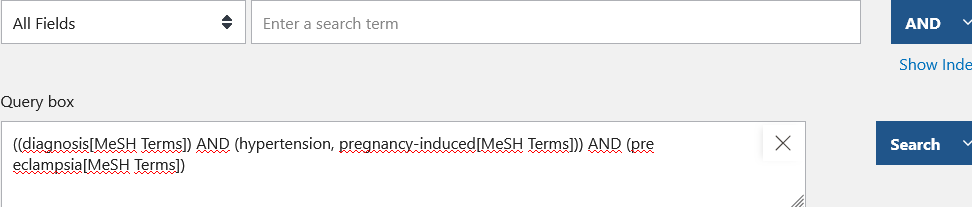 All Fields
Enter a search term
AND
Show Inde
Query box
((diagnosis[MeSH Terms]) AND (hypertension, pregnancy-induced[MeSH Terms])) AND (pre
eclampsia[MeSH Terms])
Search